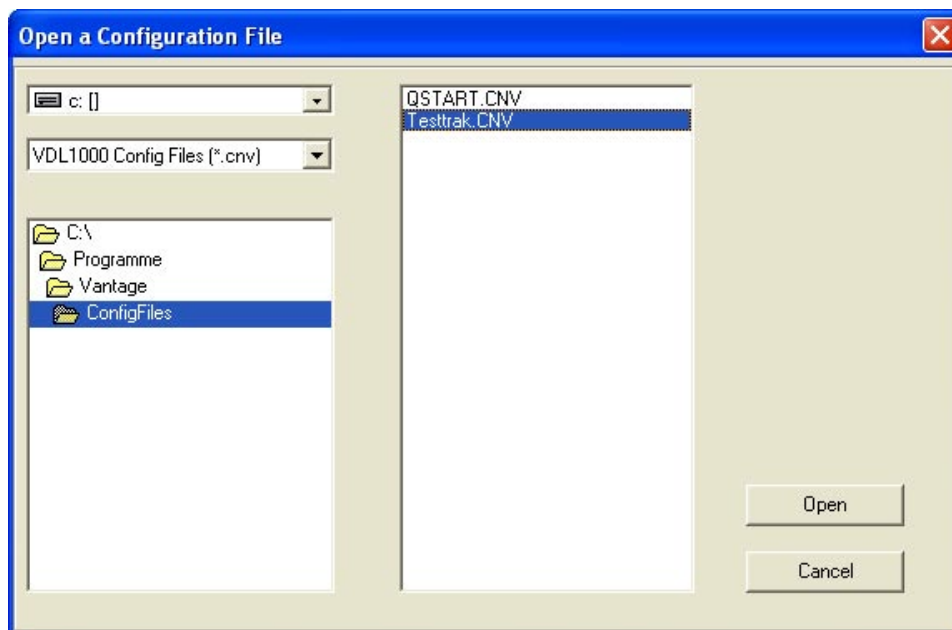 Open a Configuration File
c: []
VDL1000 Config Files (*.cnv)
C:\
Programme
Vantage
ConfigFiles
QSTART.CNV
Testtrak.CNV
Open
Cancel